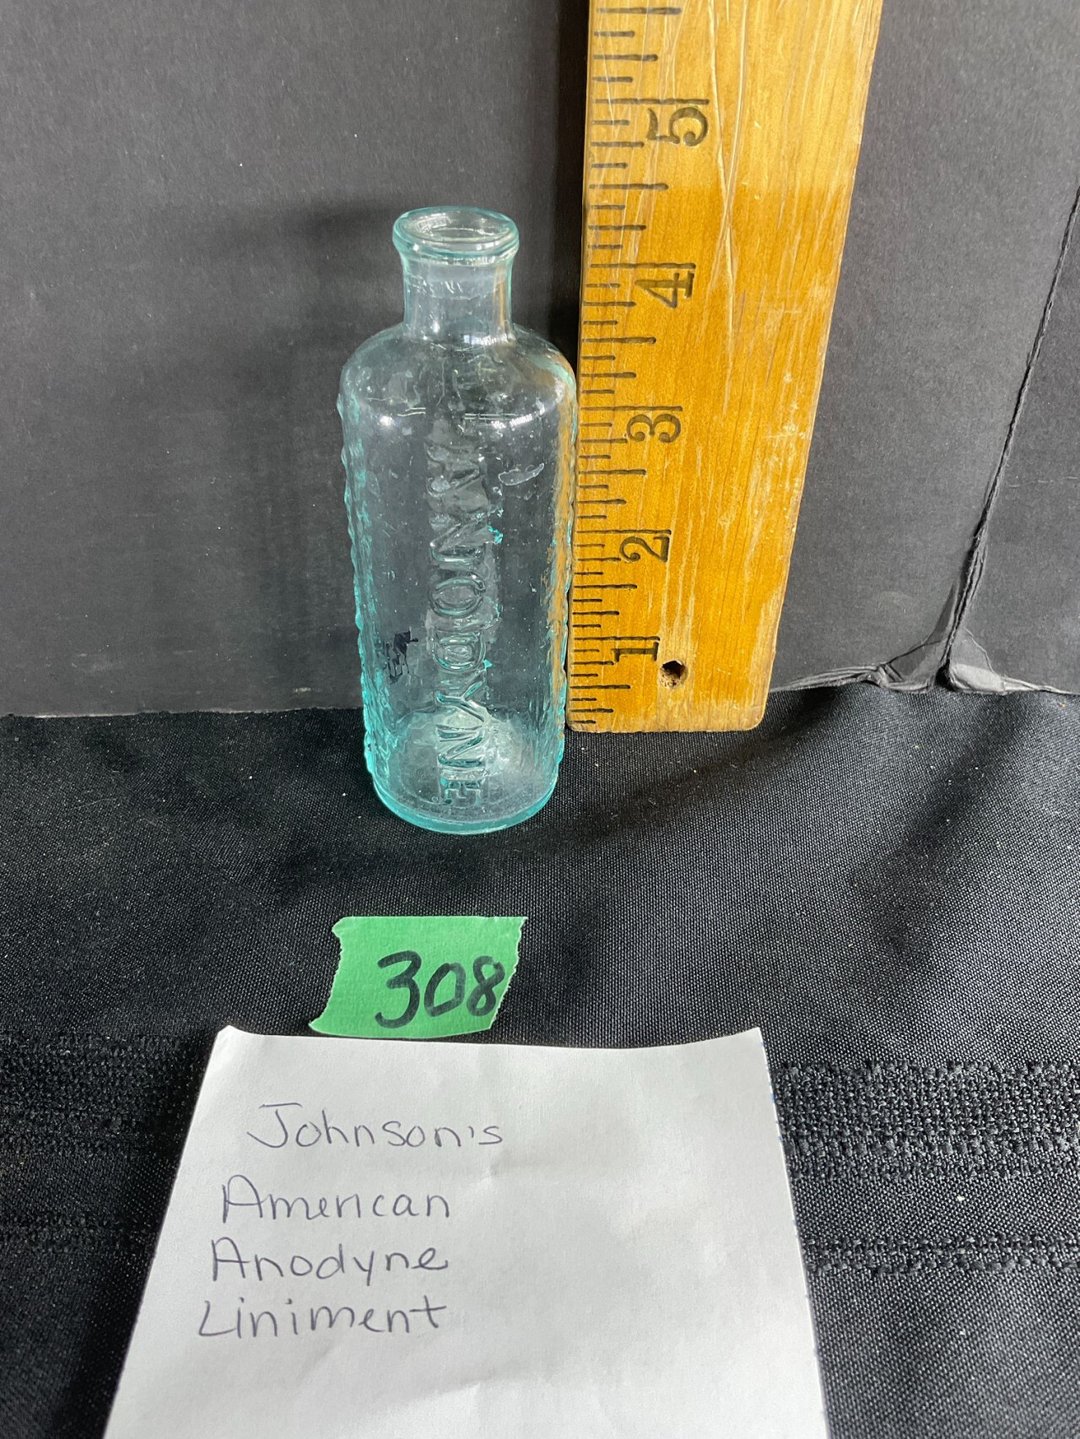 5
4
3
2
1
ANODYNE
308
Johnson's
American
Anodyne
Liniment